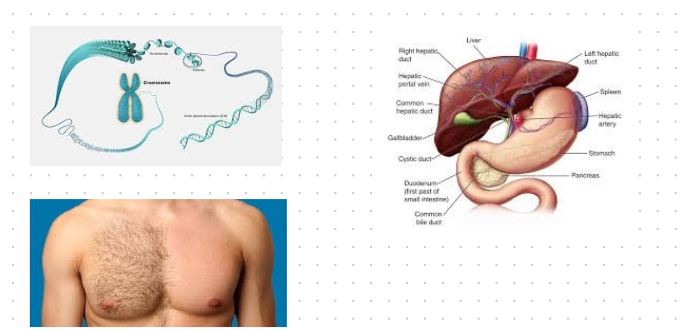 Cromosoma
Liver
Right hepatic
duct
Left hepatic
duct
Hepatic
portal vein
Spleen
Common
hepatic duct
Hepatic
artery
Gallbladder
Stomach
Cystic duct
Pancreas
Duodenum
(first past of
small intestine)
Common
bile duct